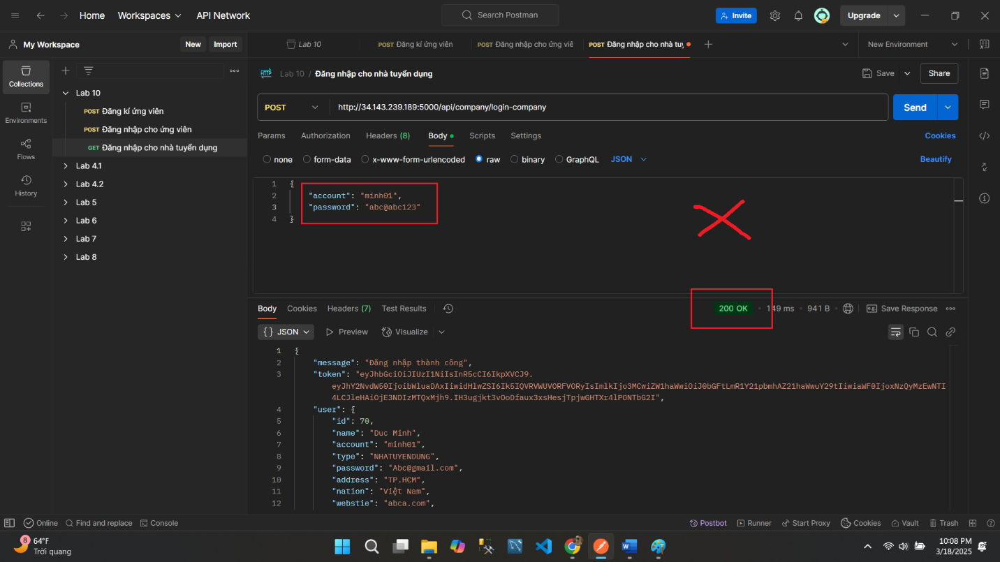 Home Workspaces API Network Search Postman Invite Upgrade
My Workspace New Import Lab 10 POST Đăng kí ứng viên POST Đăng nhập cho ứng viê POST Đăng nhập cho nhà tuy New Environment
Collections
Environments
Flows
History
Lab 10
POST Đăng kí ứng viên
POST Đăng nhập cho ứng viên
GET Đăng nhập cho nhà tuyển dụng
Lab 4.1
Lab 4.2
Lab 5
Lab 6
Lab 7
Lab 8
HTTP Lab 10 / Đăng nhập cho nhà tuyển dụng Save Share
POST http://34.143.239.189:5000/api/company/login-company Send
Params Authorization Headers (8) Body Scripts Settings Cookies
none form-data x-www-form-urlencoded raw binary GraphQL JSON Beautify
1 {
2 "account": "minh01",
3 "password": "abc@abc123"
4 }
Body Cookies Headers (7) Test Results 200 OK 149 ms 941 B e.g. Save Response
{} JSON Preview Visualize
1 {
2 "message": "Đăng nhập thành công",
3 "token": "eyJhbGciOiJIUzI1NiIsInR5cCI6IkpXVCJ9.
"user": {
4
5 "id": 70,
6 "name": "Duc Minh",
7 "account": "minh01",
8 "type": "NHATUYENDUNG",
9 "password": "Abc@gmail.com",
10 "address": "TP.HCM",
11 "nation": "Việt Nam",
12 "webstie": "abca.com",
Online Find and replace Console Postbot Runner Start Proxy Cookies Vault Trash
8 64°F
Trời quang
10:08 PM
3/18/2025